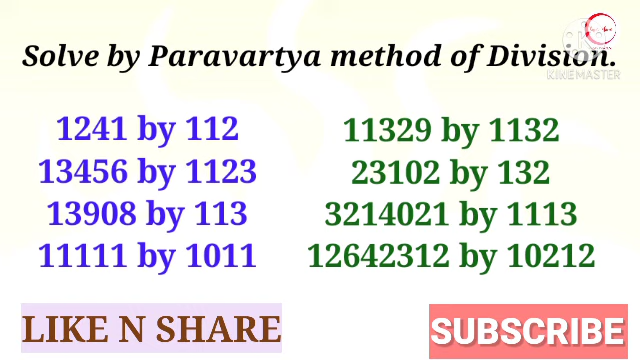 Solve by Paravartya method of Division.
KINEMASTER
1241 by 112
13456 by 1123
13908 by 113
11111 by 1011
11329 by 1132
23102 by 132
3214021 by 1113
12642312 by 10212
LIKE N SHARE
SUBSCRIBE